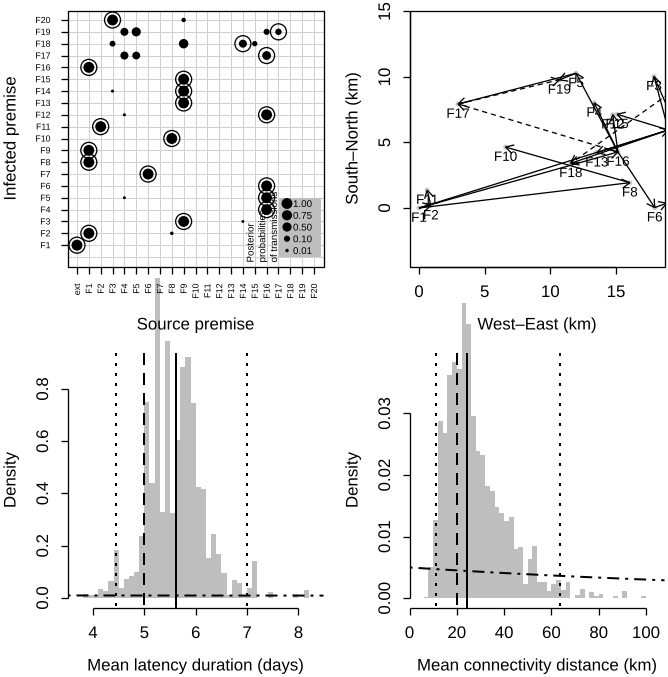 F20
F19
F18
F17
F16
F15
F14
F13
F12
F11
F10
F9
F8
F7
F6
F5
F4
F3
F2
F1
Infected premise
ext F1 F2 F3 F4 F5 F6 F7 F8 F9 F10 F11 F12 F13 F14 F15 F16 F17 F18 F19 F20
Source premise
Posterior
probabilities
of transmissions
1.00
0.75
0.50
0.10
0.01
15
10
5
0
South–North (km)
F19
F5
F3
F17
F10
F18
F13
F16
F8
F6
F1
F2
0 5 10 15
West–East (km)
0.8
0.6
0.4
0.2
0.0
Density
4 5 6 7 8
Mean latency duration (days)
0.03
0.02
0.01
0.00
Density
0 20 40 60 80 100
Mean connectivity distance (km)